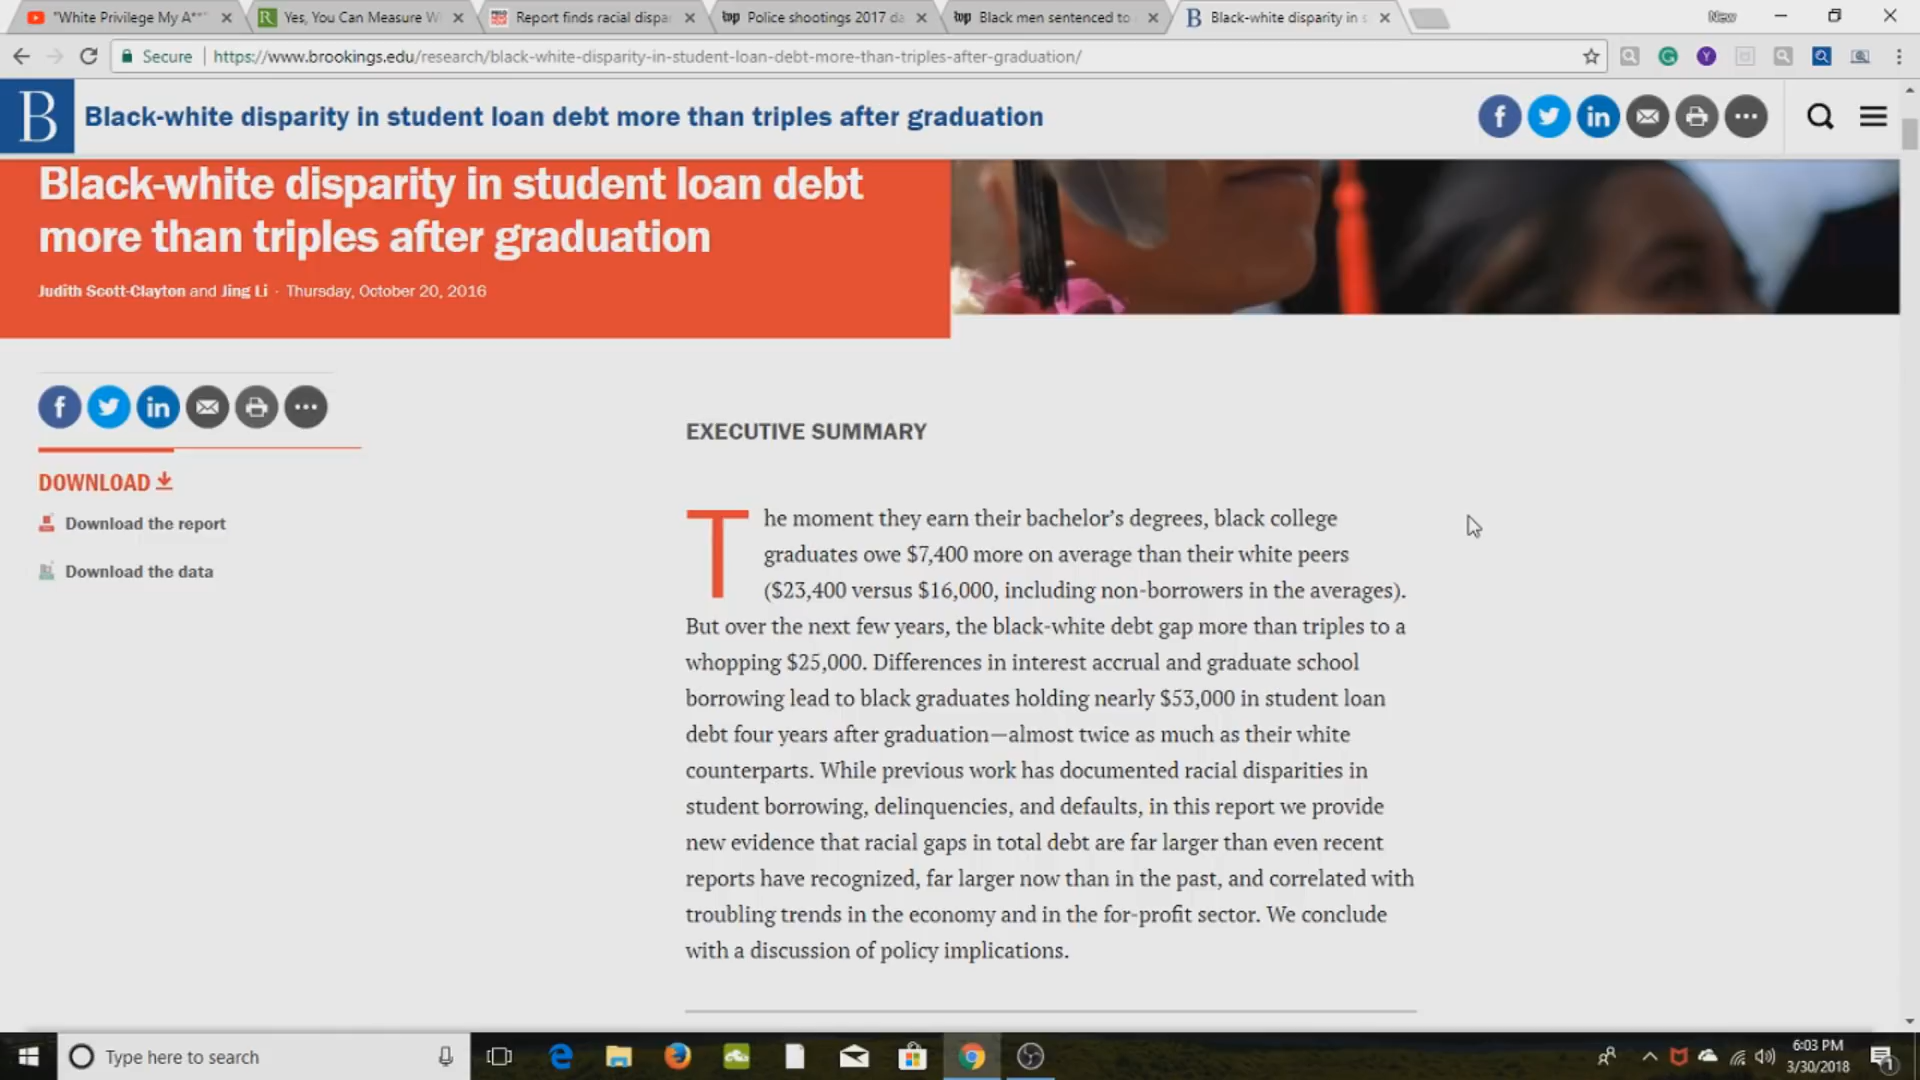 "White Privilege My A**"
Yes, You Can Measure W
Report finds racial dispa
Police shootings 2017 da
Black men sentenced to
Black-white disparity in s
New
Secure
https://www.brookings.edu/research/black-white-disparity-in-student-loan-debt-more-than-triples-after-graduation/
B Black-white disparity in student loan debt more than triples after graduation
Black-white disparity in student loan debt
more than triples after graduation
Judith Scott-Clayton and Jing Li · Thursday, October 20, 2016
DOWNLOAD
Download the report
Download the data
EXECUTIVE SUMMARY
The moment they earn their bachelor's degrees, black college
graduates owe $7,400 more on average than their white peers
($23,400 versus $16,000, including non-borrowers in the averages).
But over the next few years, the black-white debt gap more than triples to a
whopping $25,000. Differences in interest accrual and graduate school
borrowing lead to black graduates holding nearly $53,000 in student loan
debt four years after graduation—almost twice as much as their white
counterparts. While previous work has documented racial disparities in
student borrowing, delinquencies, and defaults, in this report we provide
new evidence that racial gaps in total debt are far larger than even recent
reports have recognized, far larger now than in the past, and correlated with
troubling trends in the economy and in the for-profit sector. We conclude
with a discussion of policy implications.
Type here to search
6:03 PM
3/30/2018